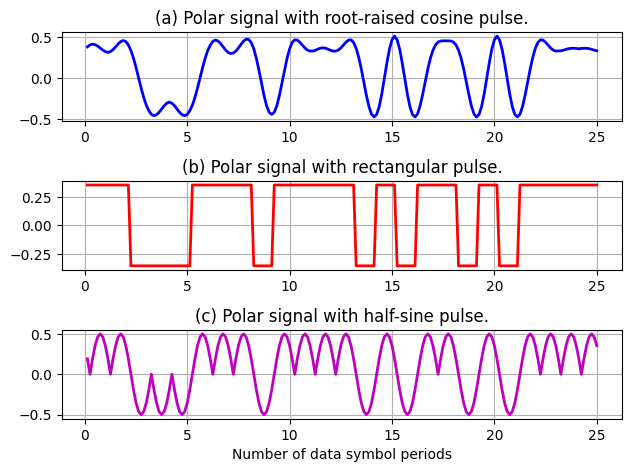 (a) Polar signal with root-raised cosine pulse.
0.5
0.0
−0.5
0 5 10 15 20 25
(b) Polar signal with rectangular pulse.
0.25
0.00
−0.25
0 5 10 15 20 25
(c) Polar signal with half-sine pulse.
0.5
0.0
−0.5
0 5 10 15 20 25
Number of data symbol periods